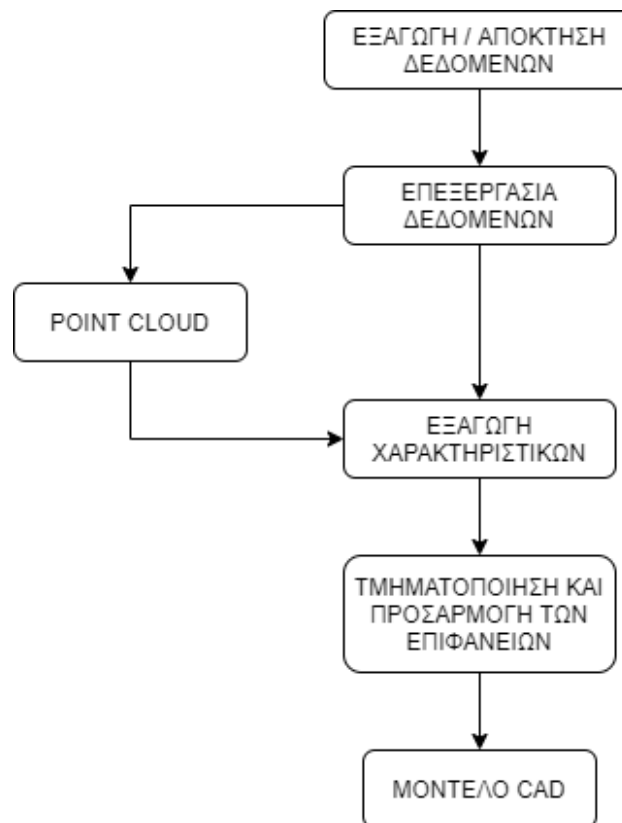 ΕΞΑΓΩΓΗ / ΑΠΟΚΤΗΣΗ
ΔΕΔΟΜΕΝΩΝ
ΕΠΕΞΕΡΓΑΣΙΑ
ΔΕΔΟΜΕΝΩΝ
POINT CLOUD
ΕΞΑΓΩΓΗ
ΧΑΡΑΚΤΗΡΙΣΤΙΚΩΝ
ΤΜΗΜΑΤΟΠΟΙΗΣΗ ΚΑΙ
ΠΡΟΣΑΡΜΟΓΗ ΤΩΝ
ΕΠΙΦΑΝΕΙΩΝ
ΜΟΝΤΕΛΟ CAD